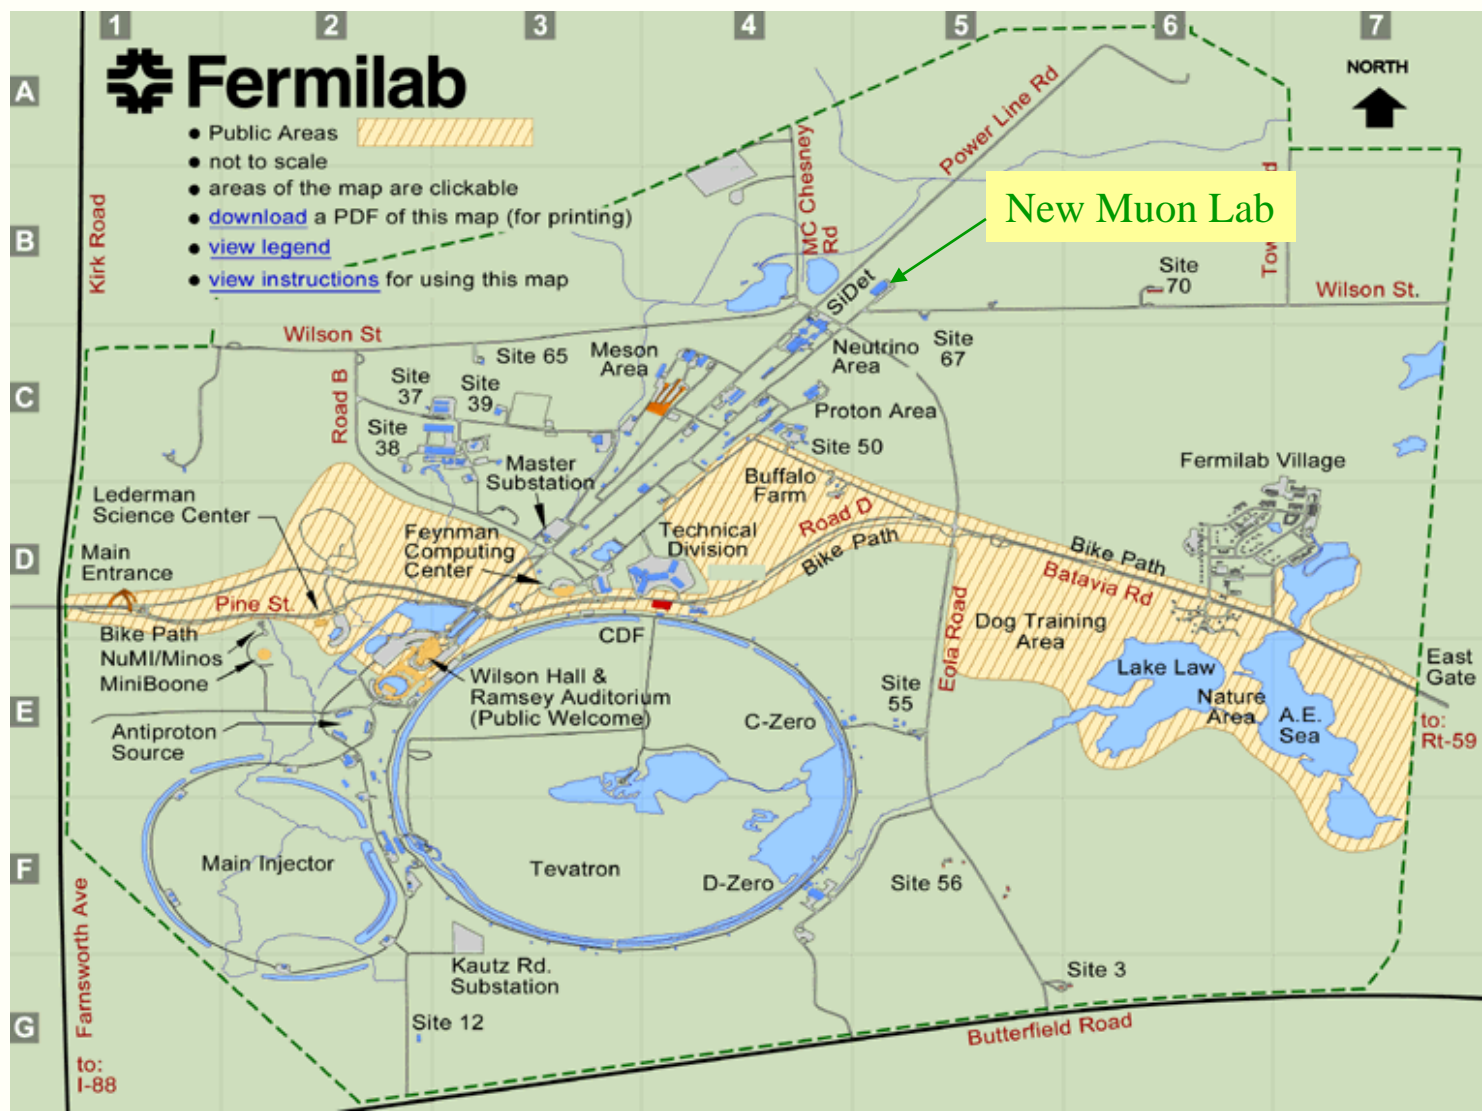 1 2 3 4 5 6 7
A
B
C
D
E
F
G
Fermilab
• Public Areas
• not to scale
• areas of the map are clickable
• download a PDF of this map (for printing)
• view legend
• view instructions for using this map
NORTH
Kirk Road
Power Line Rd
MC Chesney
Rd
New Muon Lab
SiDet
Site
70
Wilson St.
Wilson St
Site 65
Meson
Area
Neutrino
Area
Site
67
Road B
Site
37
Site
39
Site
38
Proton Area
Site 50
Master
Substation
Buffalo
Farm
Road D
Fermilab Village
Lederman
Science Center
Feynman
Computing
Center
Technical
Division
Bike Path
Bike Path
Batavia Rd
Main
Entrance
Pine St.
Bike Path
NuMI/Minos
MiniBoone
CDF
Eola Road
Dog Training
Area
Lake Law
Nature
Area
A.E.
Sea
East
Gate
to:
Rt-59
Wilson Hall &
Ramsey Auditorium
(Public Welcome)
Antiproton
Source
C-Zero
Site
55
Main Injector
Tevatron
D-Zero
Site 56
Farnsworth Ave
to:
I-88
Kautz Rd.
Substation
Site 12
Site 3
Butterfield Road